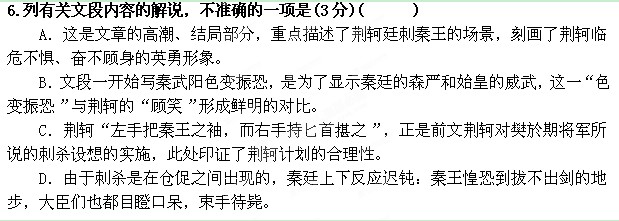 6.列有关文段内容的解说，不准确的一项是(3分)(      )
A．这是文章的高潮、结局部分，重点描述了荆轲廷刺秦王的场景，刻画了荆轲临
危不惧、奋不顾身的英勇形象。
B．文段一开始写秦武阳色变振恐，是为了显示秦廷的森严和始皇的威武，这一“色
变振恐”与荆轲的“顾笑”形成鲜明的对比。
C．荆轲“左手把秦王之袖，而右手持匕首揕之”，正是前文荆轲对樊於期将军所
说的刺杀设想的实施，此处印证了荆轲计划的合理性。
D．由于刺杀是在仓促之间出现的，秦廷上下反应迟钝：秦王惶恐到拔不出剑的地
步，大臣们也都目瞪口呆，束手待毙。